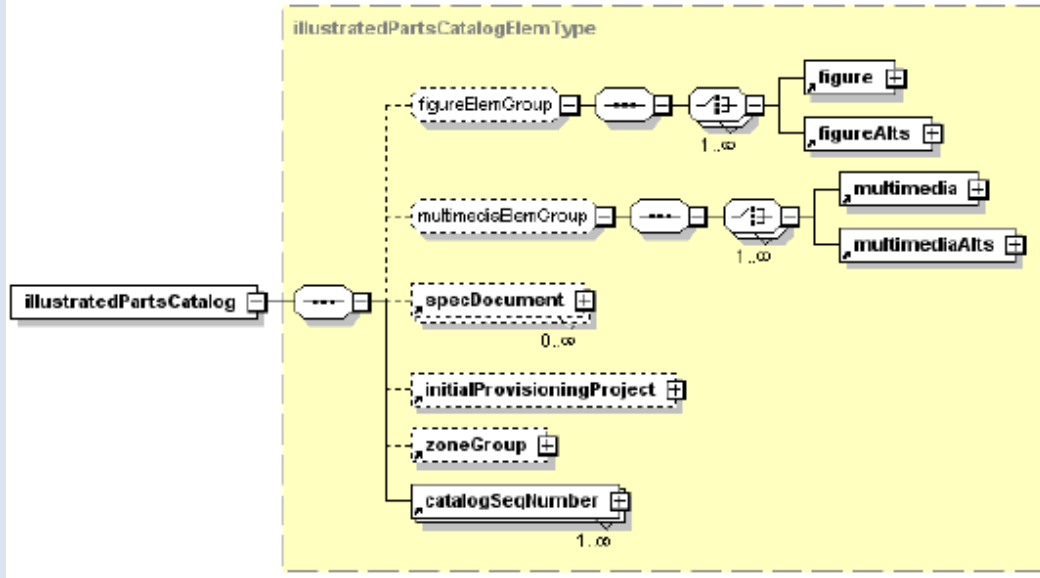 illustratedPartsCatalogElemType
figure
figureElemGroup
1..∞
figureAlts
multimedia
multimediaElemGroup
1..∞
multimediaAlts
illustratedPartsCatalog
specDocument
0..∞
initialProvisioningProject
zoneGroup
catalogSeqNumber
1..∞